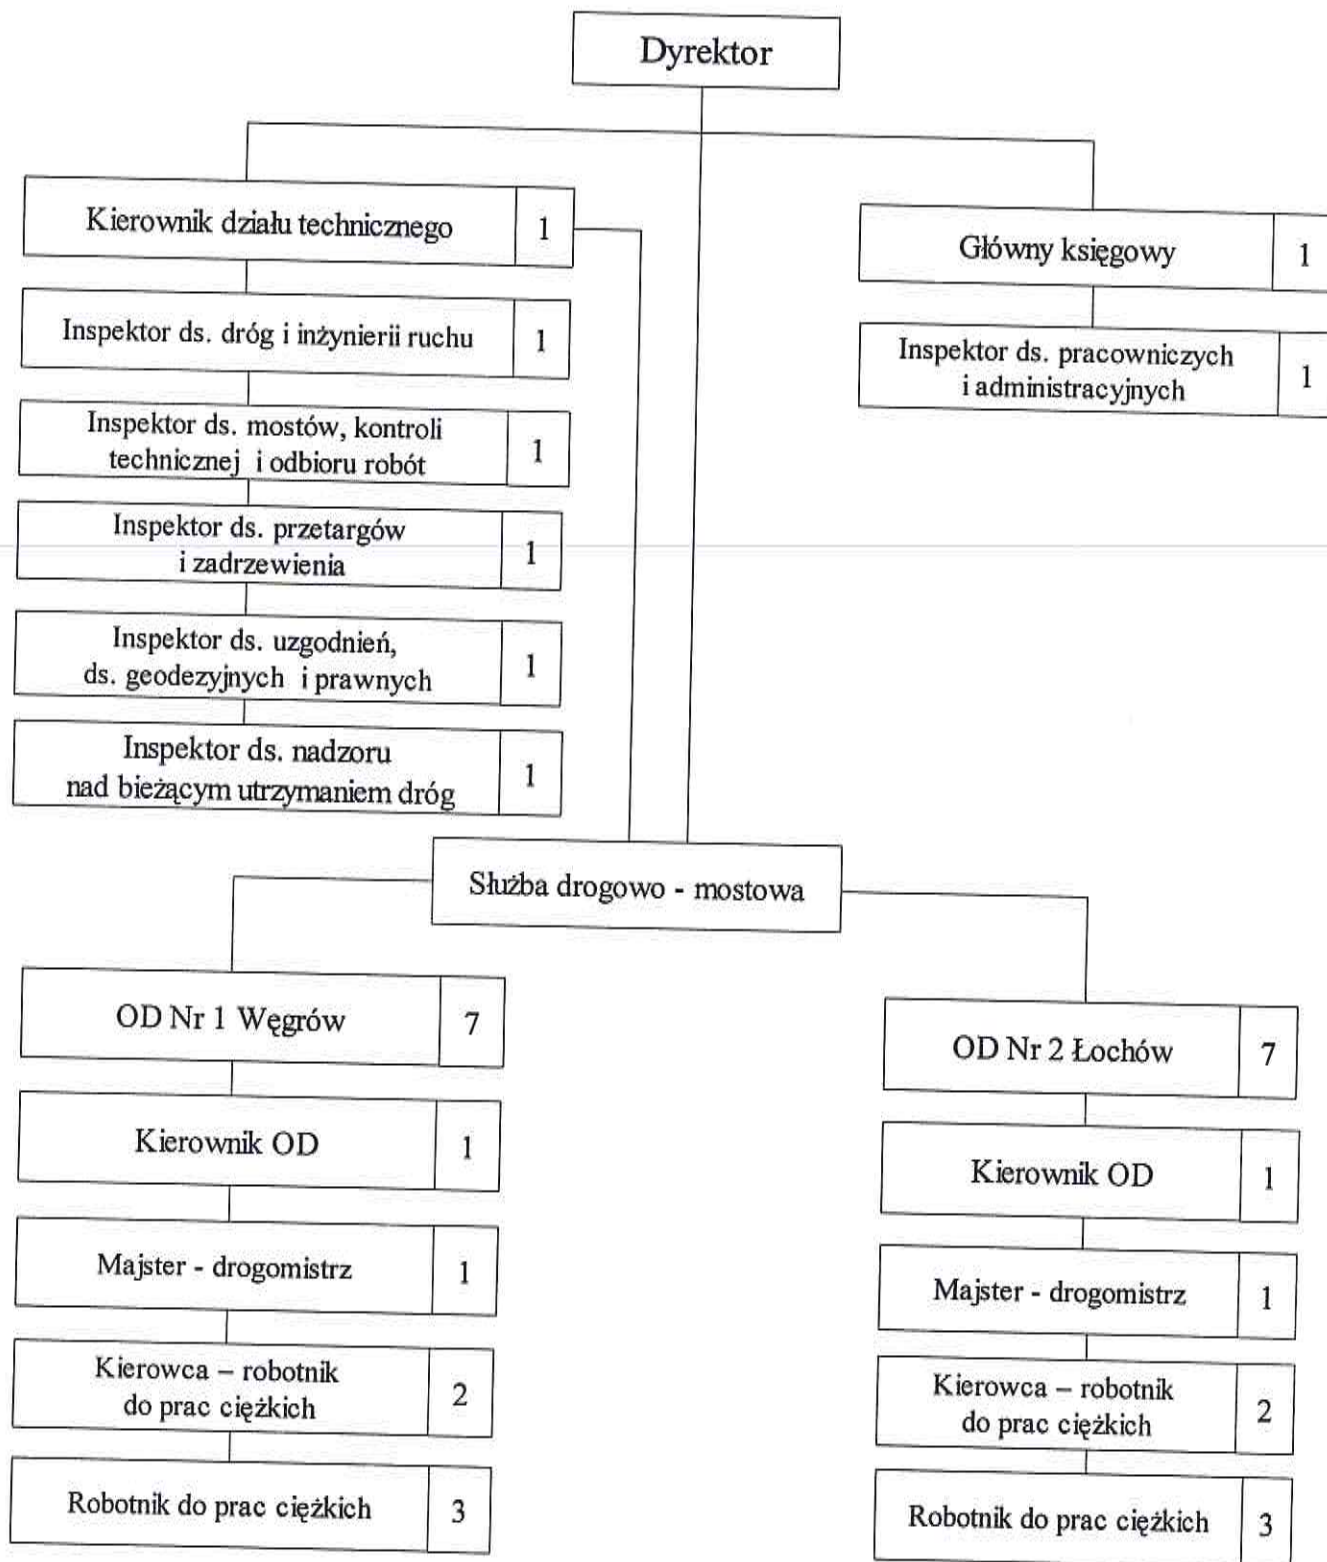 Dyrektor
Kierownik działu technicznego 1
Inspektor ds. dróg i inżynierii ruchu 1
Inspektor ds. mostów, kontroli
technicznej i odbioru robót 1
Inspektor ds. przetargów
i zadrzewienia 1
Inspektor ds. uzgodnień,
ds. geodezyjnych i prawnych 1
Inspektor ds. nadzoru
nad bieżącym utrzymaniem dróg 1
Główny księgowy 1
Inspektor ds. pracowniczych
i administracyjnych 1
Służba drogowo - mostowa
OD Nr 1 Węgrów 7
Kierownik OD 1
Majster - drogomistrz 1
Kierowca – robotnik
do prac ciężkich 2
Robotnik do prac ciężkich 3
OD Nr 2 Łochów 7
Kierownik OD 1
Majster - drogomistrz 1
Kierowca – robotnik
do prac ciężkich 2
Robotnik do prac ciężkich 3